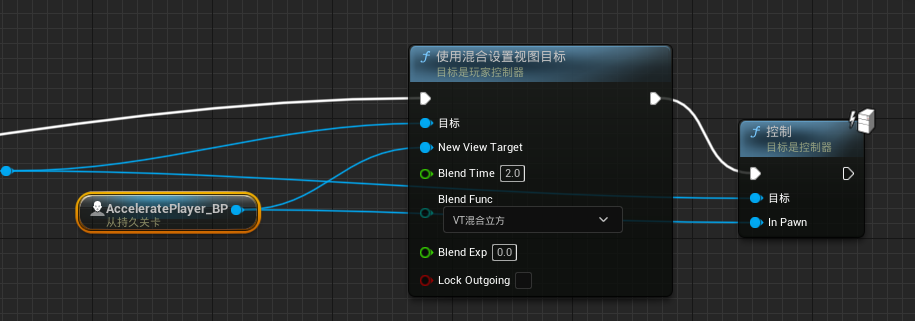 使用混合设置视图目标
目标是玩家控制器
目标
New View Target
Blend Time 2.0
Blend Func
VT混合立方
Blend Exp 0.0
Lock Outgoing
AcceleratePlayer_BP
从持久关卡
控制
目标是控制器
目标
In Pawn